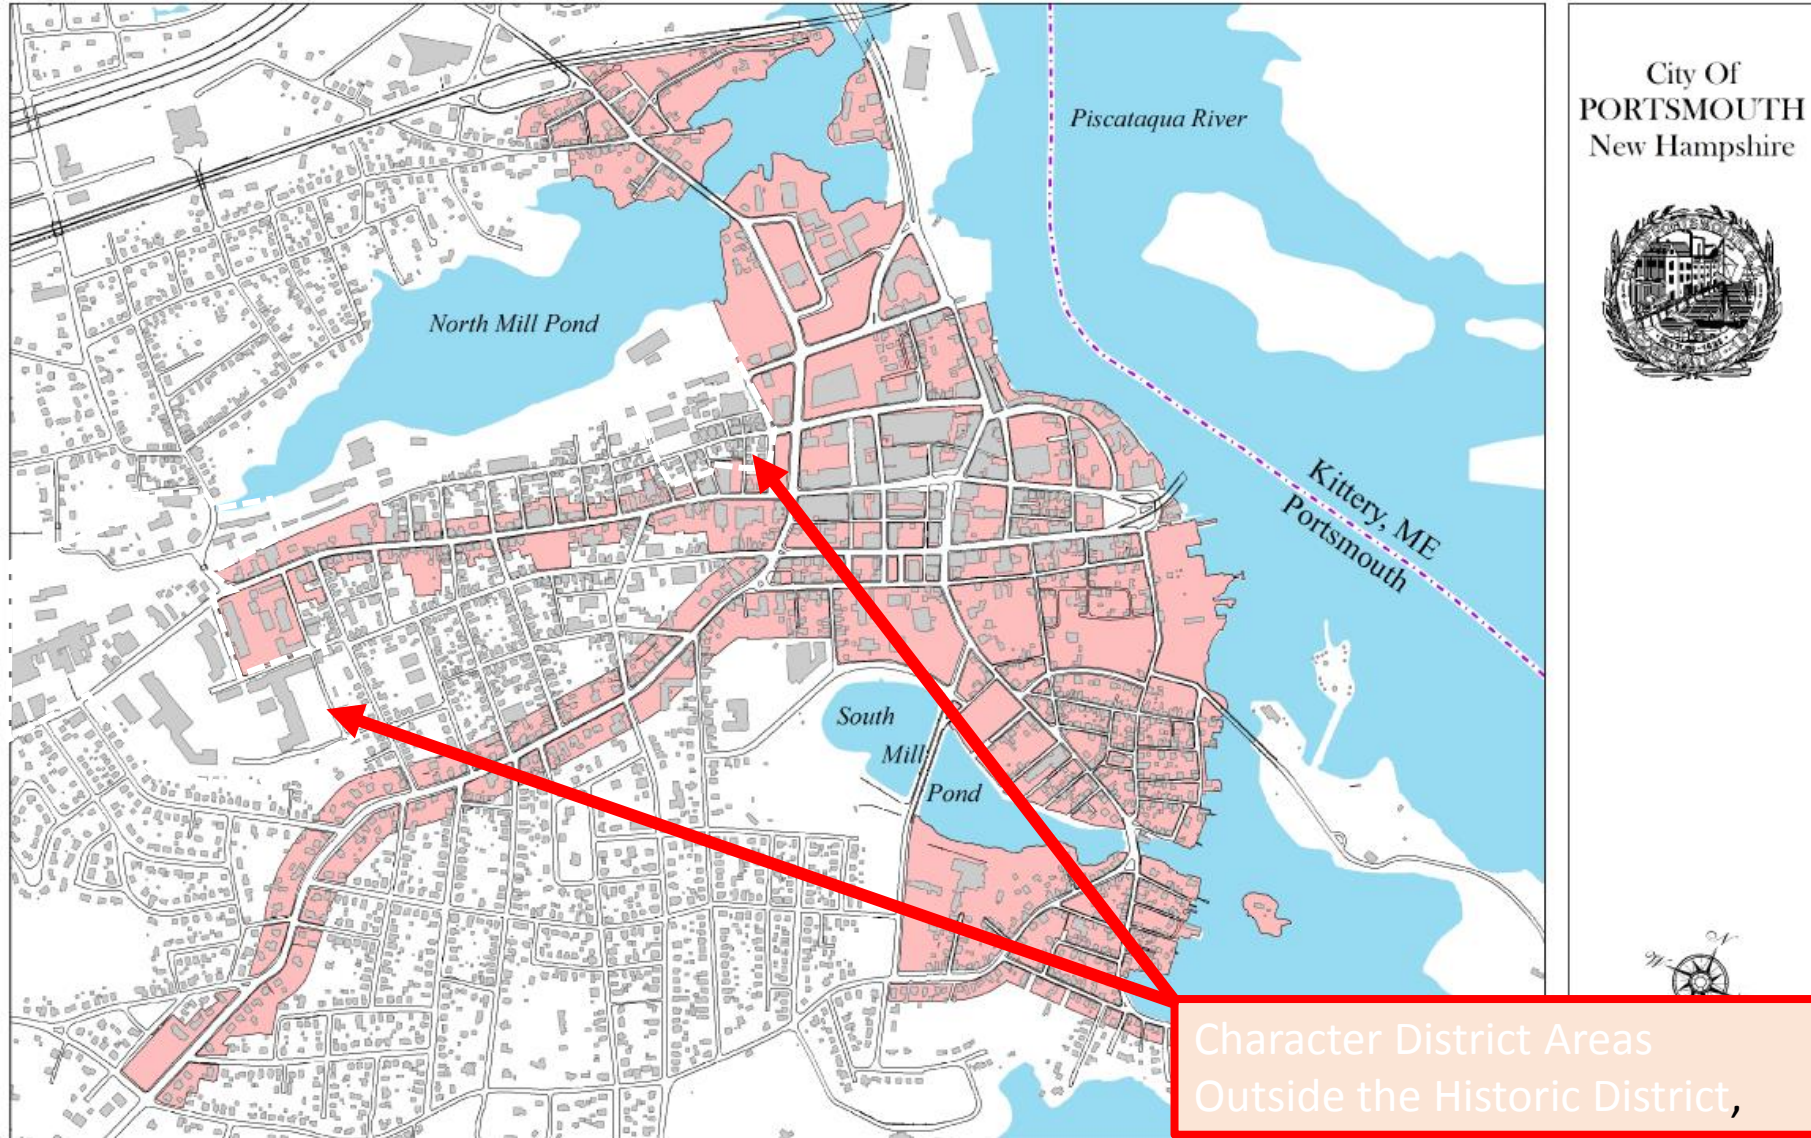 City Of
PORTSMOUTH
New Hampshire
Piscataqua River
North Mill Pond
Kittery, ME
Portsmouth
South
Mill
Pond
N
W
Character District Areas
Outside the Historic District,